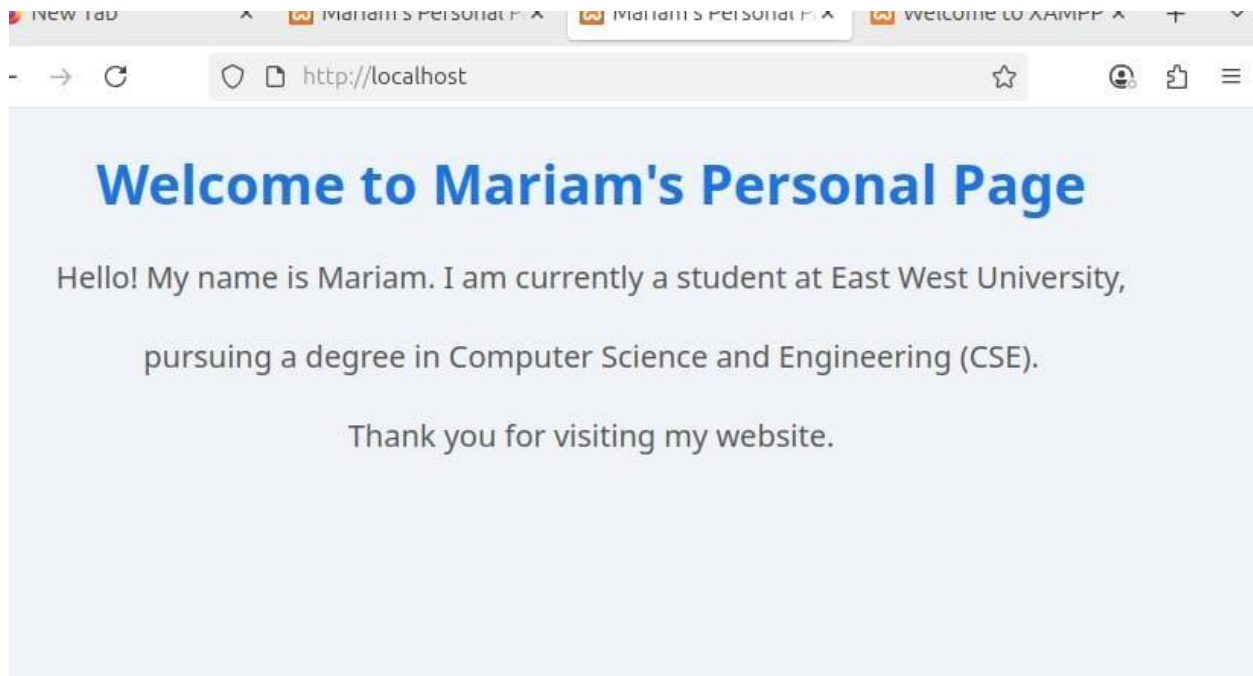 New Tab
Mariam's Personal P
Mariam's Personal P
Welcome to XAMPP
http://localhost
Welcome to Mariam's Personal Page
Hello! My name is Mariam. I am currently a student at East West University,
pursuing a degree in Computer Science and Engineering (CSE).
Thank you for visiting my website.